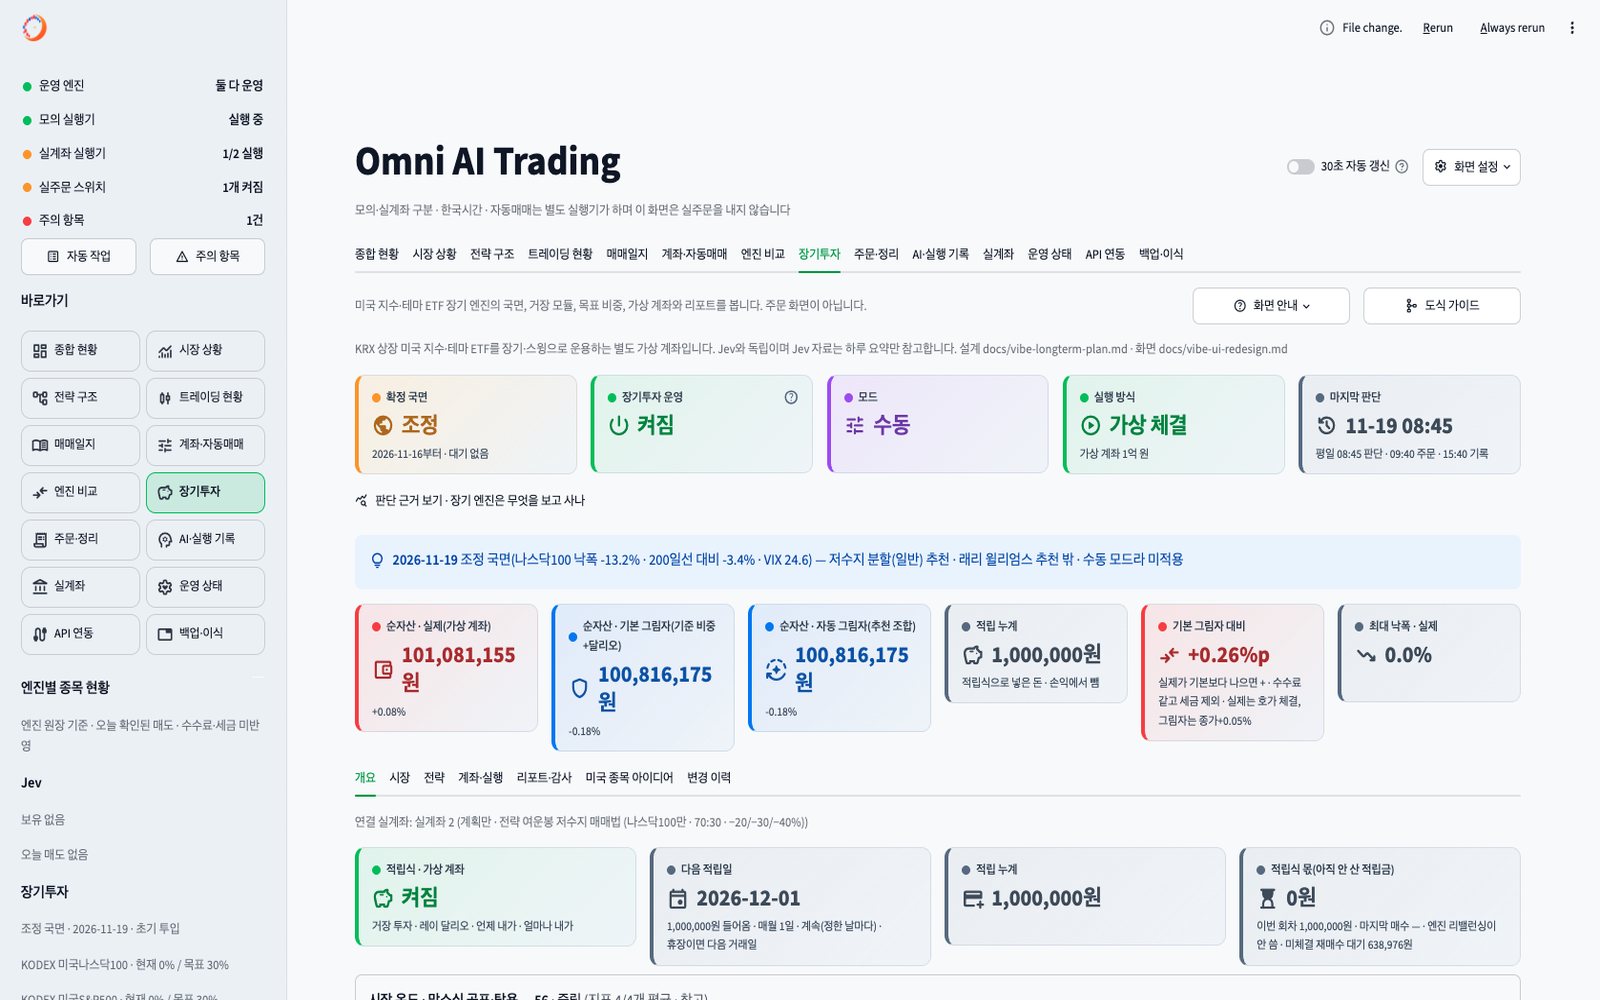 File change.
Rerun
Always rerun
운영 엔진
둘 다 운영
모의 실행기
실행 중
실계좌 실행기
1/2 실행
실주문 스위치
1개 켜짐
주의 항목
1건
자동 작업
주의 항목
바로가기
종합 현황
시장 상황
전략 구조
트레이딩 현황
매매일지
계좌·자동매매
엔진 비교
장기투자
주문·정리
AI·실행 기록
실계좌
운영 상태
API 연동
백업·이식
엔진별 종목 현황
엔진 원장 기준 · 오늘 확인된 매도 · 수수료·세금 미반
영
Jev
보유 없음
오늘 매도 없음
장기투자
조정 국면 · 2026-11-19 · 초기 투입
KODEX 미국나스닥100 · 현재 0% / 목표 30%
KODEX 미국S&P500 · 현재 0% / 목표 30%
Omni AI Trading
30초 자동 갱신
화면 설정
모의·실계좌 구분 · 한국시간 · 자동매매는 별도 실행기가 하며 이 화면은 실주문을 내지 않습니다
종합 현황 시장 상황 전략 구조 트레이딩 현황 매매일지 계좌·자동매매 엔진 비교 장기투자 주문·정리 AI·실행 기록 실계좌 운영 상태 API 연동 백업·이식
미국 지수·테마 ETF 장기 엔진의 국면, 거장 모듈, 목표 비중, 가상 계좌와 리포트를 봅니다. 주문 화면이 아닙니다.
화면 안내
도식 가이드
KRX 상장 미국 지수·테마 ETF를 장기·스윙으로 운용하는 별도 가상 계좌입니다. Jev와 독립이며 Jev 자료는 하루 요약만 참고합니다. 설계 docs/vibe-longterm-plan.md · 화면 docs/vibe-ui-redesign.md
확정 국면
조정
2026-11-16부터 · 대기 없음
장기투자 운영
켜짐
모드
수동
실행 방식
가상 체결
가상 계좌 1억 원
마지막 판단
11-19 08:45
평일 08:45 판단 · 09:40 주문 · 15:40 기록
판단 근거 보기 · 장기 엔진은 무엇을 보고 사나
2026-11-19 조정 국면(나스닥100 낙폭 -13.2% · 200일선 대비 -3.4% · VIX 24.6) — 저수지 분할(일반) 추천 · 래리 윌리엄스 추천 밖 · 수동 모드라 미적용
순자산 · 실제(가상 계좌)
101,081,155
원
+0.08%
순자산 · 기본 그림자(기준 비중
+달리오)
100,816,175
원
-0.18%
순자산 · 자동 그림자(추천 조합)
100,816,175
원
-0.18%
적립 누계
1,000,000원
적립식으로 넣은 돈 · 손익에서 뺌
기본 그림자 대비
+0.26%p
실제가 기본보다 나으면 + · 수수료
같고 세금 제외 · 실제는 호가 체결,
그림자는 종가+0.05%
최대 낙폭 · 실제
0.0%
개요 시장 전략 계좌·실행 리포트·감사 미국 종목 아이디어 변경 이력
연결 실계좌: 실계좌 2 (계획만 · 전략 여운봉 저수지 매매법 (나스닥100만 · 70:30 · −20/−30/−40%))
적립식 · 가상 계좌
켜짐
거장 투자 · 레이 달리오 · 언제 내가 · 얼마나 내가
다음 적립일
2026-12-01
1,000,000원 들어옴 · 매월 1일 · 계속(정한 날마다) ·
휴장이면 다음 거래일
적립 누계
1,000,000원
적립식 몫(아직 안 산 적립금)
0원
이번 회차 1,000,000원 · 마지막 매수 — · 엔진 리밸런싱이
안 씀 · 미체결 재매수 대기 638,976원